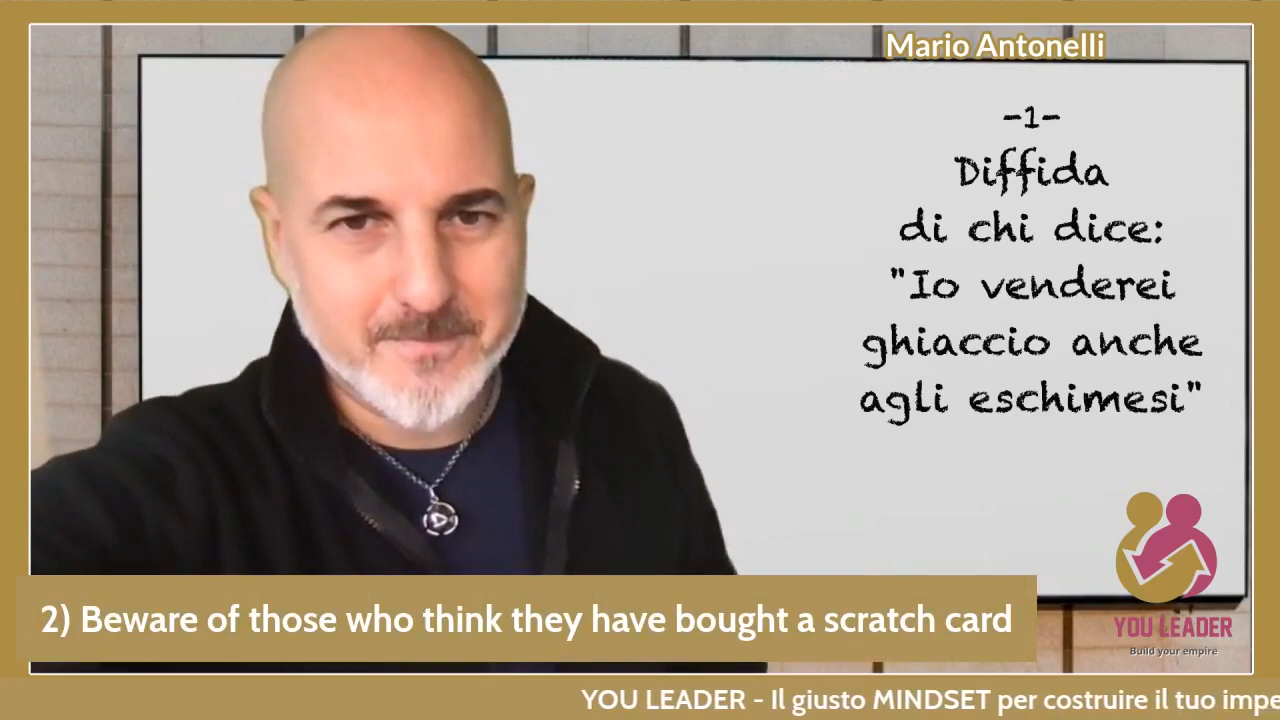 Mario Antonelli
-1-
Diffida
di chi dice:
"Io venderei
ghiaccio anche
agli eschimesi"
2) Beware of those who think they have bought a scratch card
YOU LEADER
Build your empire
YOU LEADER - Il giusto MINDSET per costruire il tuo impe